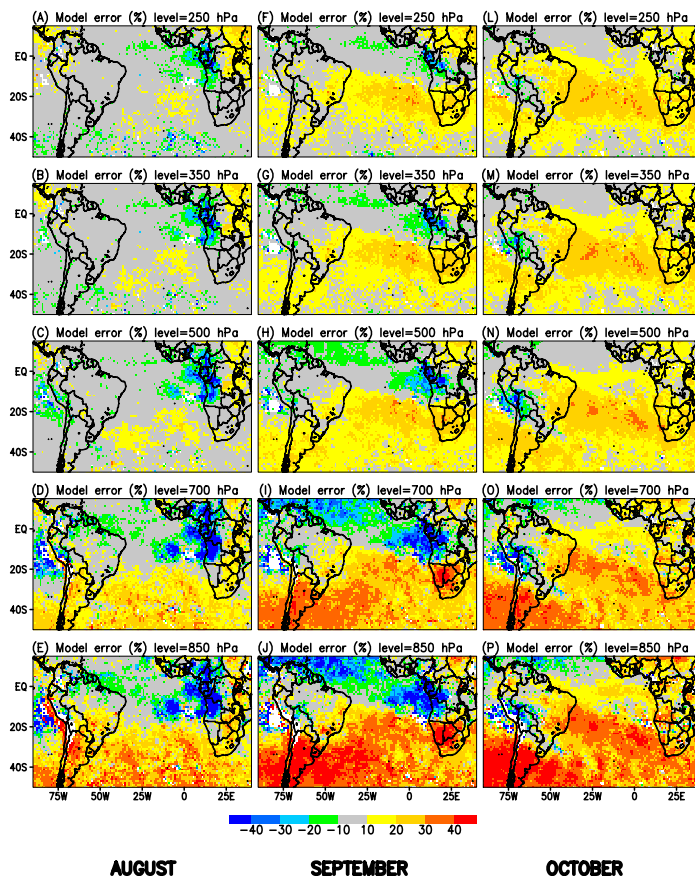 (A) Model error (%) level=250 hPa (F) Model error (%) level=250 hPa (L) Model error (%) level=250 hPa
EQ
20S
40S
(B) Model error (%) level=350 hPa (G) Model error (%) level=350 hPa (M) Model error (%) level=350 hPa
EQ
20S
40S
(C) Model error (%) level=500 hPa (H) Model error (%) level=500 hPa (N) Model error (%) level=500 hPa
EQ
20S
40S
(D) Model error (%) level=700 hPa (I) Model error (%) level=700 hPa (O) Model error (%) level=700 hPa
EQ
20S
40S
(E) Model error (%) level=850 hPa (J) Model error (%) level=850 hPa (P) Model error (%) level=850 hPa
EQ
20S
40S
75W 50W 25W 0 25E 75W 50W 25W 0 25E 75W 50W 25W 0 25E
-40 -30 -20 -10 10 20 30 40
AUGUST SEPTEMBER OCTOBER